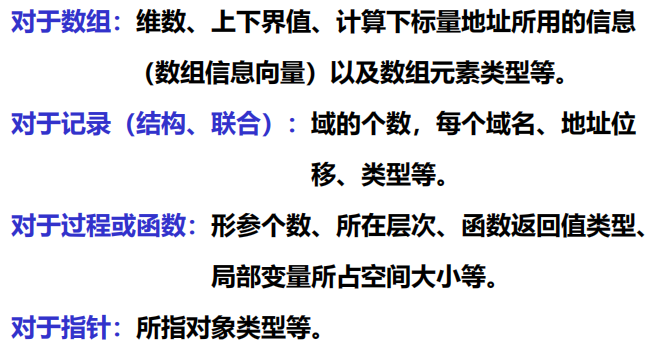 对于数组：维数、上下界值、计算下标量地址所用的信息
（数组信息向量）以及数组元素类型等。
对于记录（结构、联合）：域的个数，每个域名、地址位
移、类型等。
对于过程或函数：形参个数、所在层次、函数返回值类型、
局部变量所占空间大小等。
对于指针：所指对象类型等。